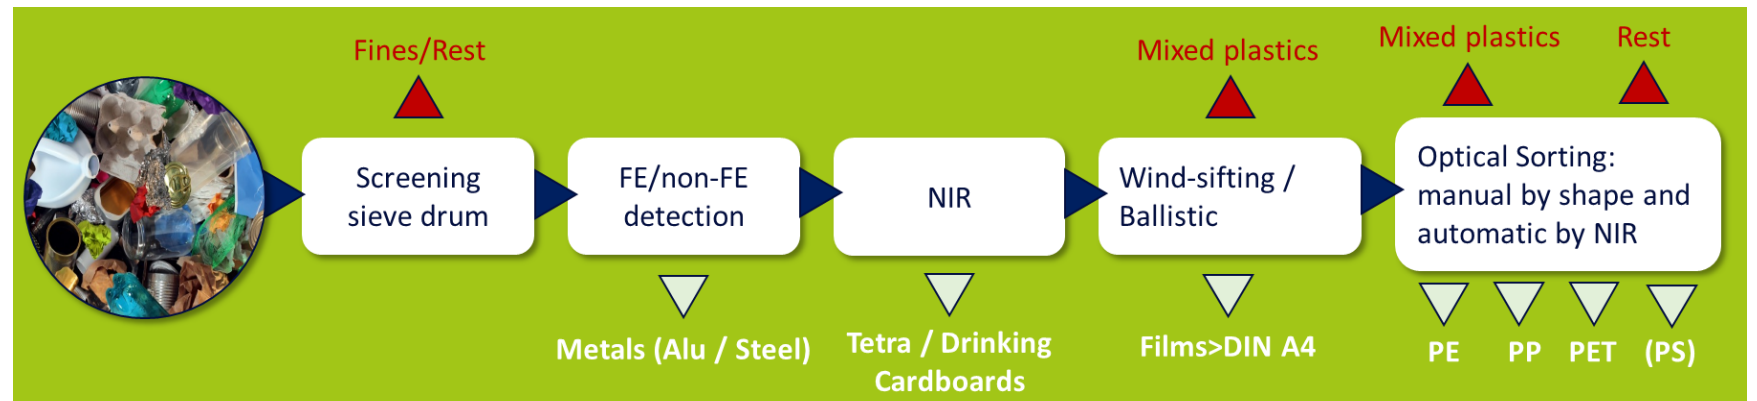 Fines/Rest
Mixed plastics
Mixed plastics
Rest
Screening
sieve drum
FE/non-FE
detection
NIR
Wind-sifting /
Ballistic
Optical Sorting:
manual by shape and
automatic by NIR
Metals (Alu / Steel)
Tetra / Drinking
Cardboards
Films>DIN A4
PE
PP
PET
(PS)